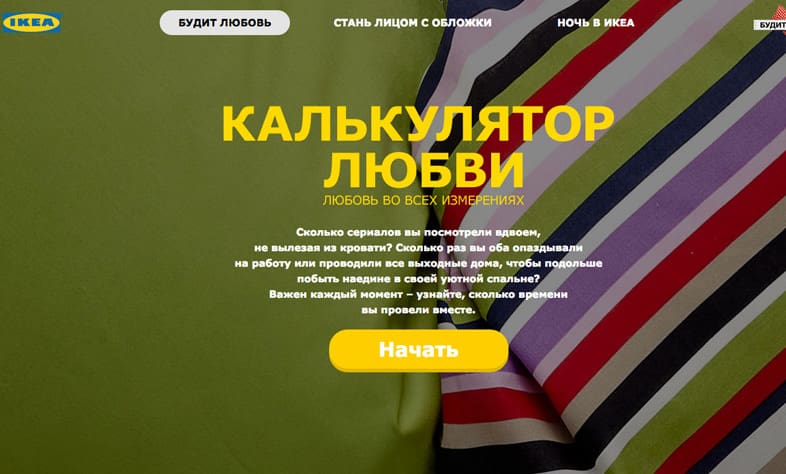 IKEA
БУДИТ ЛЮБОВЬ
СТАНЬ ЛИЦОМ С ОБЛОЖКИ
НОЧЬ В ИКЕА
БУДИТ
КАЛЬКУЛЯТОР
ЛЮБВИ
ЛЮБОВЬ ВО ВСЕХ ИЗМЕРЕНИЯХ
Сколько сериалов вы посмотрели вдвоем,
не вылезая из кровати? Сколько раз вы оба опаздывали
на работу или проводили все выходные дома, чтобы подольше
побыть наедине в своей уютной спальне?
Важен каждый момент – узнайте, сколько времени
вы провели вместе.
Начать